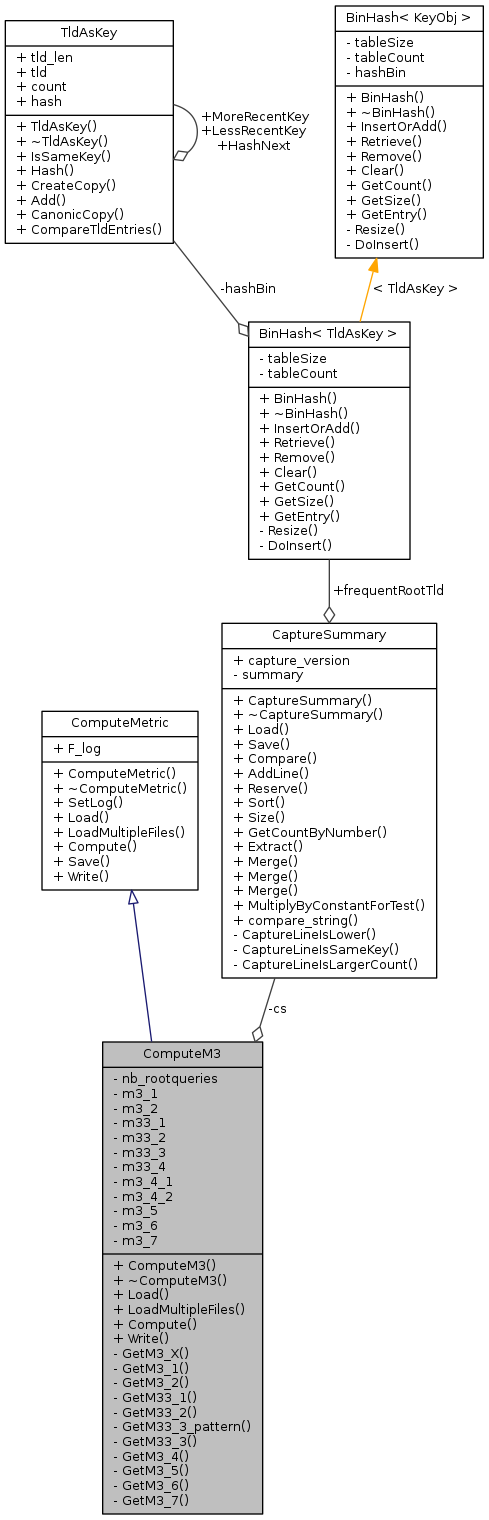 TldAsKey
+ tld_len
+ tld
+ count
+ hash
+ TldAsKey()
+ ~TldAsKey()
+ IsSameKey()
+ Hash()
+ CreateCopy()
+ Add()
+ CanonicCopy()
+ CompareTldEntries()
+MoreRecentKey
+LessRecentKey
+HashNext
BinHash< KeyObj >
- tableSize
- tableCount
- hashBin
+ BinHash()
+ ~BinHash()
+ InsertOrAdd()
+ Retrieve()
+ Remove()
+ Clear()
+ GetCount()
+ GetSize()
+ GetEntry()
- Resize()
- DoInsert()
-hashBin
< TldAsKey >
BinHash< TldAsKey >
- tableSize
- tableCount
+ BinHash()
+ ~BinHash()
+ InsertOrAdd()
+ Retrieve()
+ Remove()
+ Clear()
+ GetCount()
+ GetSize()
+ GetEntry()
- Resize()
- DoInsert()
+frequentRootTld
CaptureSummary
+ capture_version
- summary
+ CaptureSummary()
+ ~CaptureSummary()
+ Load()
+ Save()
+ Compare()
+ AddLine()
+ Reserve()
+ Sort()
+ Size()
+ GetCountByNumber()
+ Extract()
+ Merge()
+ Merge()
+ Merge()
+ MultiplyByConstantForTest()
+ compare_string()
- CaptureLineIsLower()
- CaptureLineIsSameKey()
- CaptureLineIsLargerCount()
ComputeMetric
+ F_log
+ ComputeMetric()
+ ~ComputeMetric()
+ SetLog()
+ Load()
+ LoadMultipleFiles()
+ Compute()
+ Save()
+ Write()
-cs
ComputeM3
- nb_rootqueries
- m3_1
- m3_2
- m33_1
- m33_2
- m33_3
- m33_4
- m3_4_1
- m3_4_2
- m3_5
- m3_6
- m3_7
+ ComputeM3()
+ ~ComputeM3()
+ Load()
+ LoadMultipleFiles()
+ Compute()
+ Write()
- GetM3_X()
- GetM3_1()
- GetM3_2()
- GetM33_1()
- GetM33_2()
- GetM33_3_pattern()
- GetM33_3()
- GetM3_4()
- GetM3_5()
- GetM3_6()
- GetM3_7()